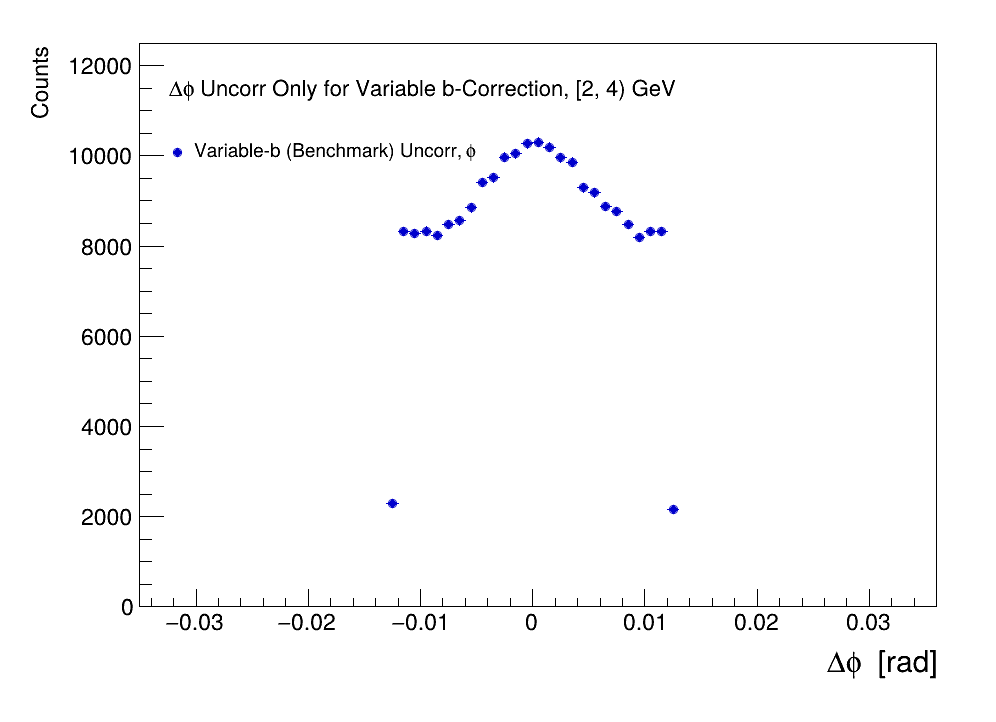 Counts
12000
Δϕ Uncorr Only for Variable b-Correction, [2, 4) GeV
Variable-b (Benchmark) Uncorr, ϕ
10000
8000
6000
4000
2000
0
−0.03 −0.02 −0.01 0 0.01 0.02 0.03
Δϕ [rad]